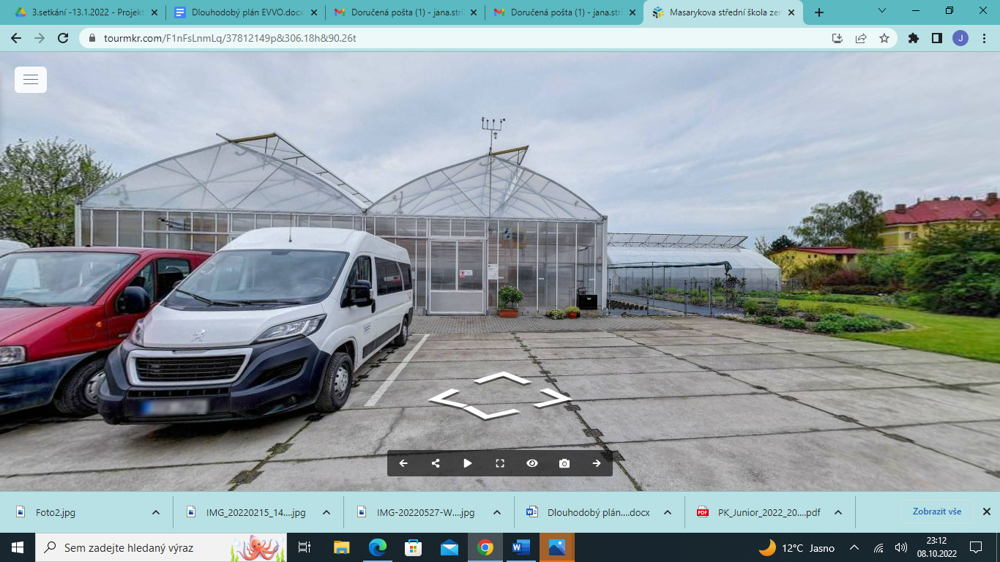 3.setkání -13.1.2022 - Projekt
Dlouhodobý plán EVVO.docx
Doručená pošta (1) - jana.stri
Doručená pošta (1) - jana.stri
Masarykova střední škola zem
tourmkr.com/F1nFsLnmLq/37812149p&306.18h&90.26t
J
Foto2.jpg
IMG_20220215_14....jpg
IMG-20220527-W....jpg
Dlouhodobý plán....docx
PK_Junior_2022_20....pdf
Zobrazit vše
Sem zadejte hledaný výraz
12°C Jasno
23:12
08.10.2022